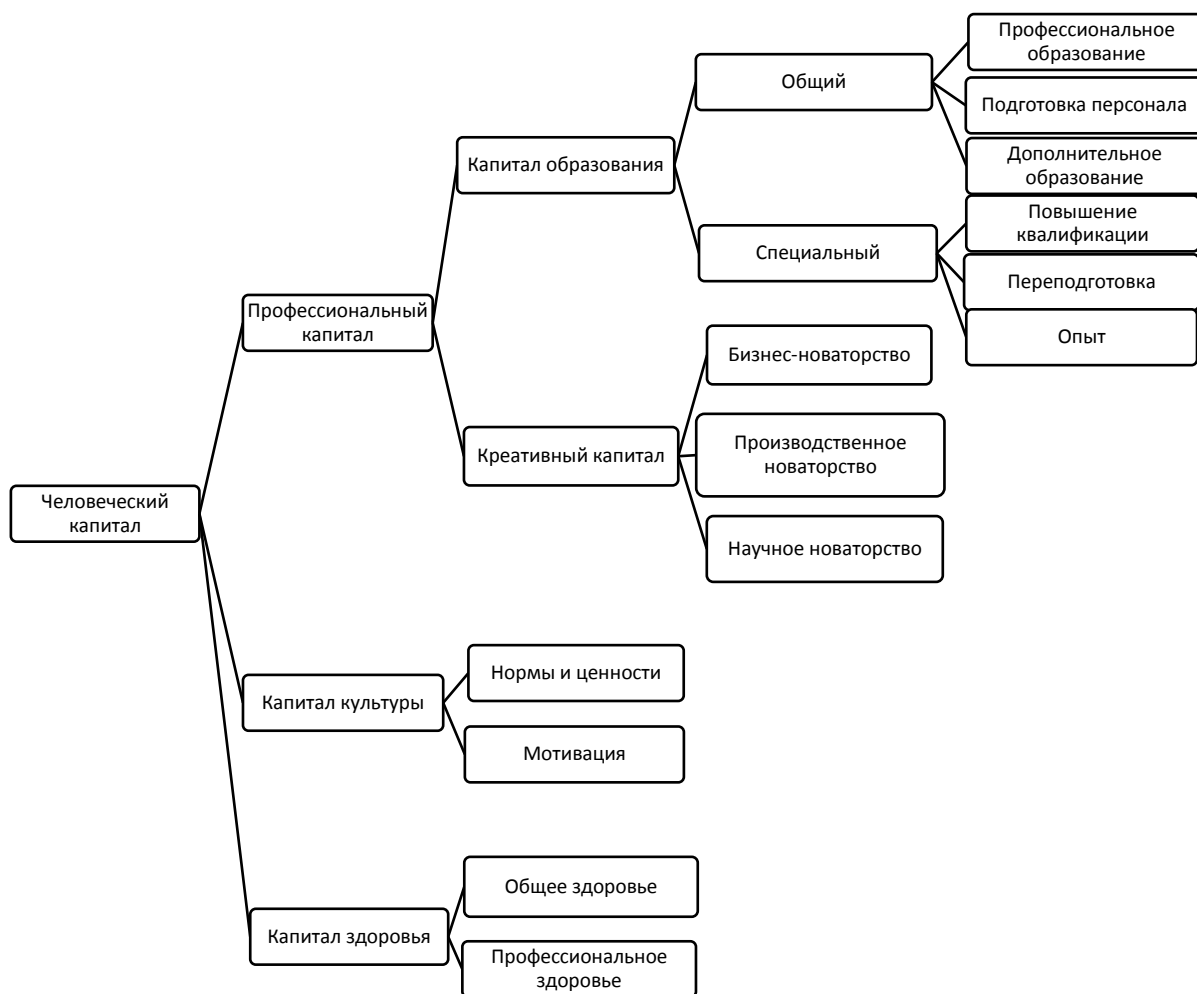 Профессиональное
образование
Общий
Подготовка персонала
Капитал образования
Дополнительное
образование
Повышение
квалификации
Специальный
Переподготовка
Профессиональный
капитал
Опыт
Бизнес-новаторство
Креативный капитал
Производственное
новаторство
Человеческий
капитал
Научное новаторство
Нормы и ценности
Капитал культуры
Мотивация
Общее здоровье
Капитал здоровья
Профессиональное
здоровье